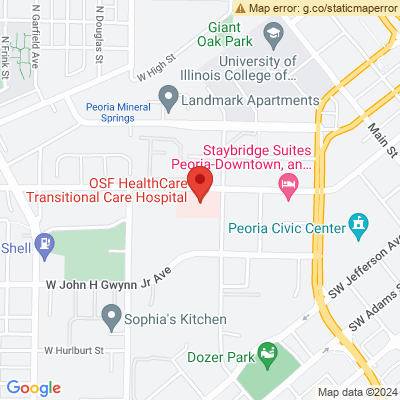 Map error: g.co/staticmaperror
N Frink St
N Garfield Ave
N Douglas St
Giant
Oak Park
W High St
University of
Illinois College of...
Landmark Apartments
Peoria Mineral
Springs
Main St
Staybridge Suites
Peoria-Downtown, an...
OSF HealthCare
Transitional Care Hospital
Peoria Civic Center
Shell
SW Jefferson Ave
W John H Gwynn Jr Ave
SW Adams S
Sophia's Kitchen
W Hurlburt St
Dozer Park
Google
Map data ©2024